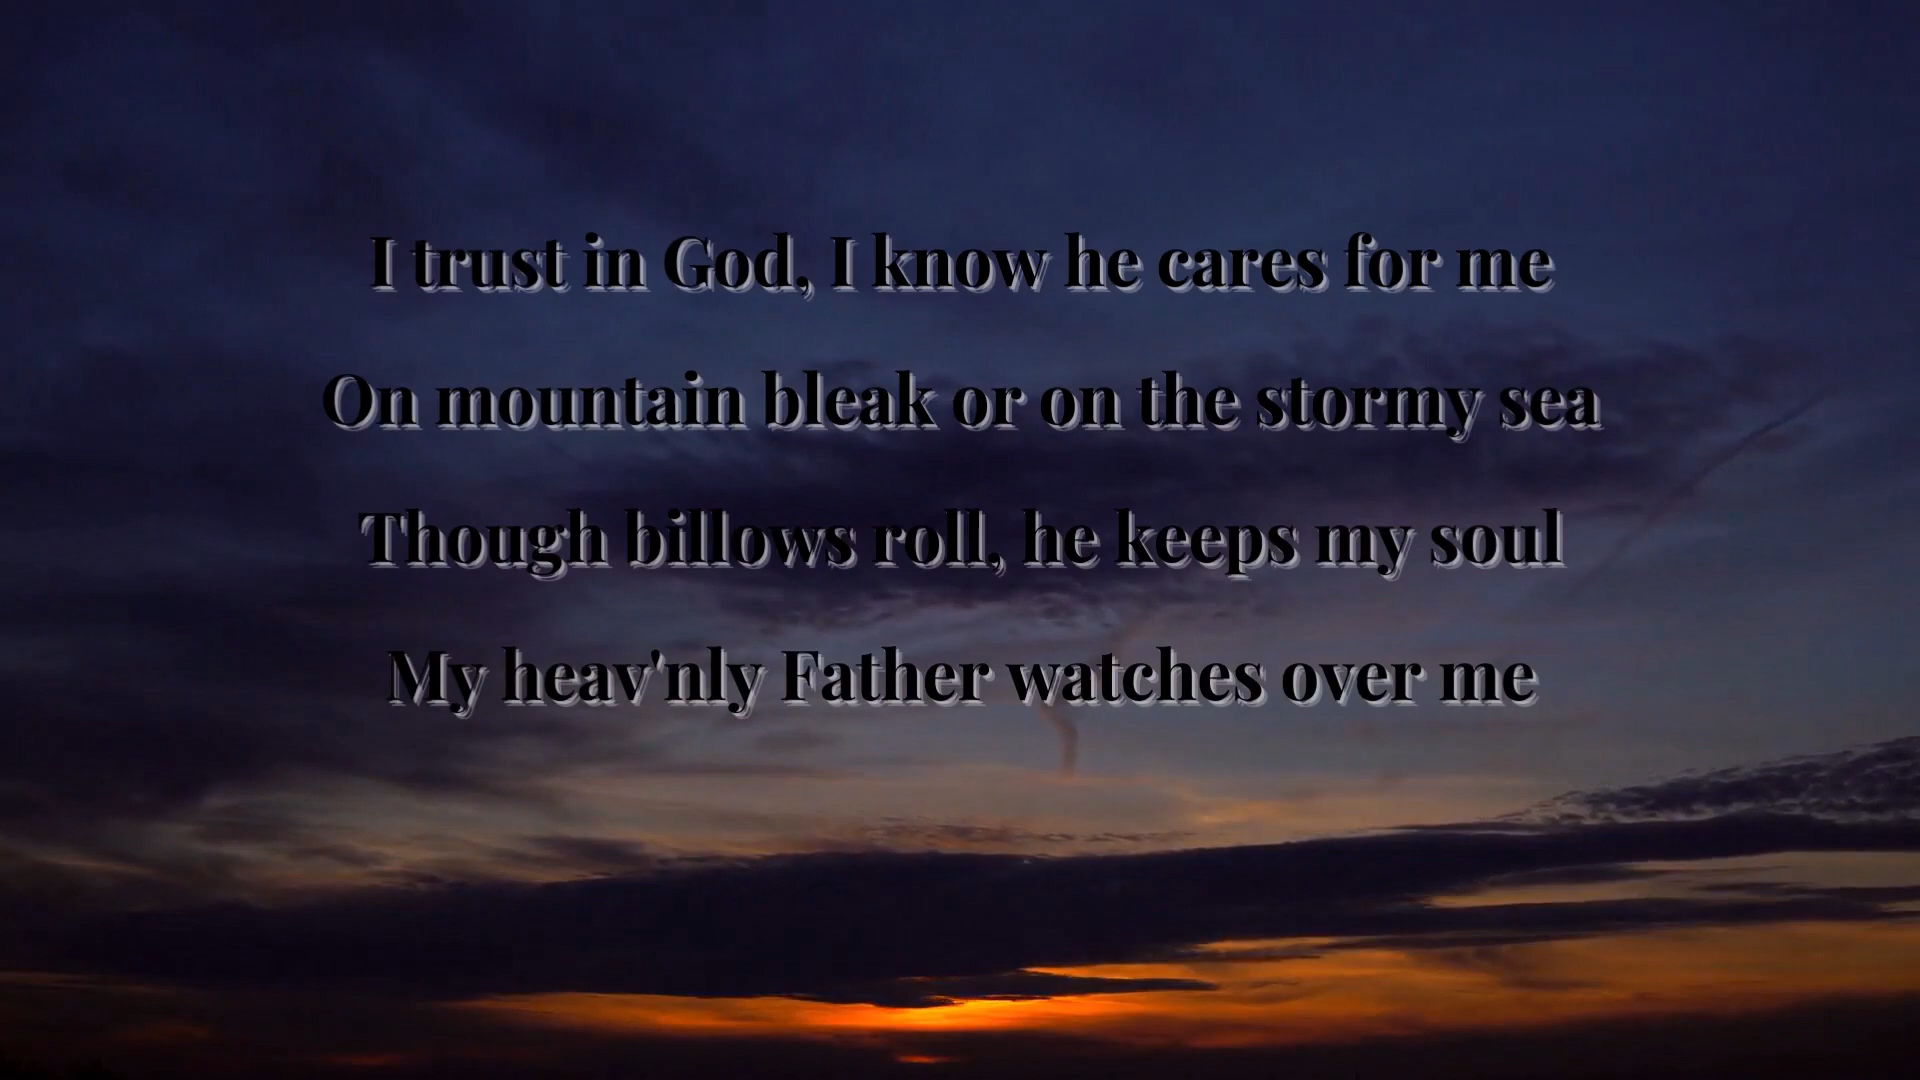 I trust in God, I know he cares for me
On mountain bleak or on the stormy sea
Though billows roll, he keeps my soul
My heav'nly Father watches over me